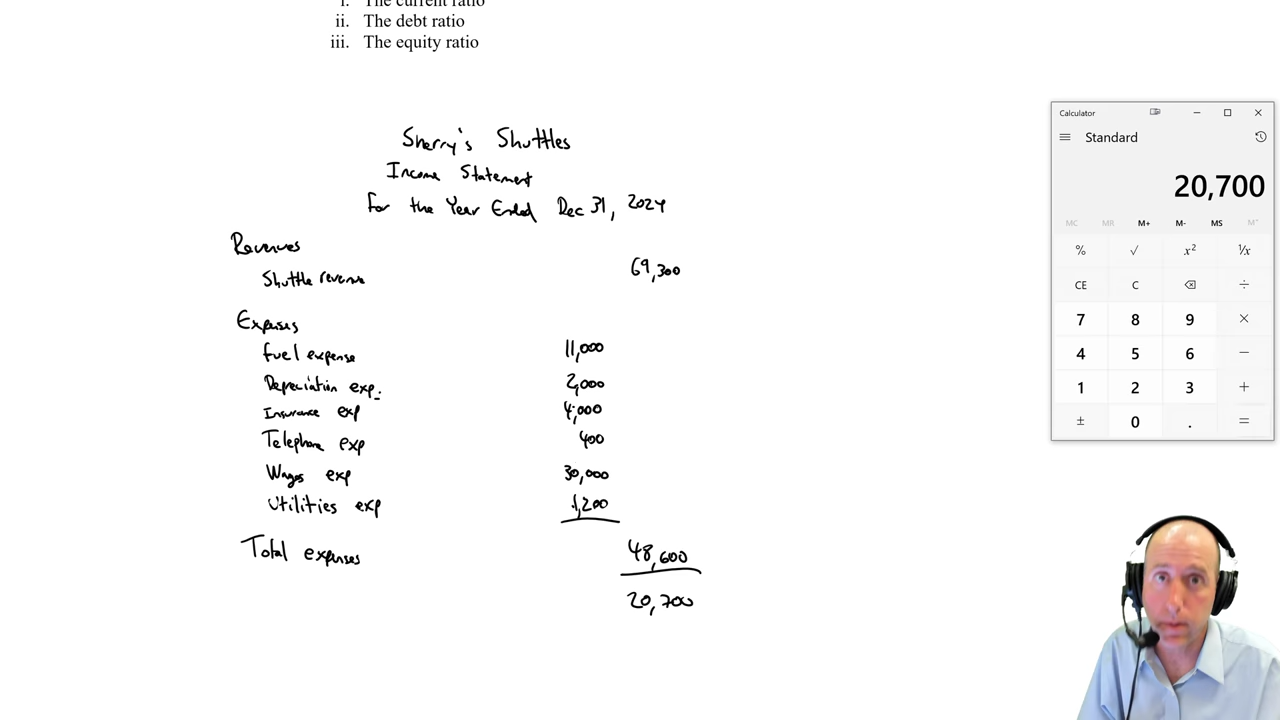 i. The current ratio
ii. The debt ratio
iii. The equity ratio
Sherry's Shuttles
Income Statement
For the Year Ended Dec 31, 2024
Revenues
Shuttle revenue 69,300
Expenses
Fuel expense 11,000
Depreciation exp. 2,000
Insurance exp 4,000
Telephone exp 400
Wages exp 30,000
Utilities exp 1,200
Total expenses 48,600
20,700
Calculator
Standard
20,700
MC MR M+ M- MS M˅
% √ x² ¹/x
CE C ÷
7 8 9 ×
4 5 6 −
1 2 3 +
± 0 . =